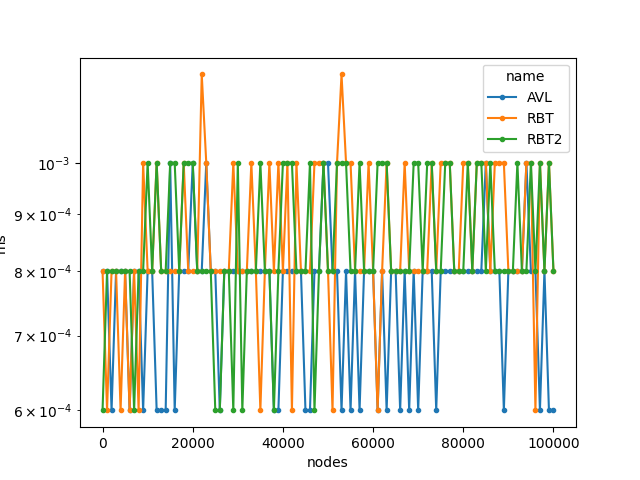 name
AVL
RBT
RBT2
10⁻³
9 × 10⁻⁴
8 × 10⁻⁴
7 × 10⁻⁴
6 × 10⁻⁴
ms
0 20000 40000 60000 80000 100000
nodes